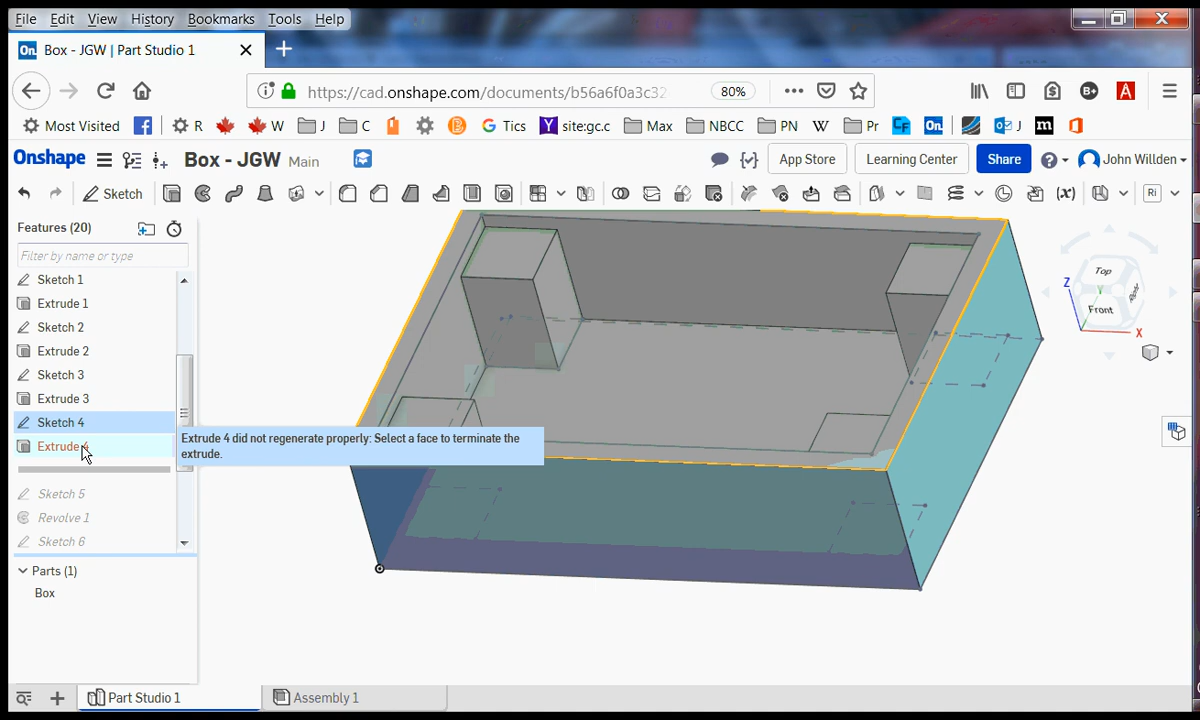 File Edit View History Bookmarks Tools Help
On Box - JGW | Part Studio 1
https://cad.onshape.com/documents/b56a6f0a3c32 80%
Most Visited R W J C Tics site:gc.c Max NBCC PN W Pr CF On J m
Onshape Box - JGW Main App Store Learning Center Share John Willden
Sketch Ri
Features (20)
Filter by name or type
Sketch 1
Extrude 1
Sketch 2
Extrude 2
Sketch 3
Extrude 3
Sketch 4
Extrude 4
Extrude 4 did not regenerate properly: Select a face to terminate the
extrude.
Sketch 5
Revolve 1
Sketch 6
Parts (1)
Box
Z Top
Y Right
Front
X
Part Studio 1 Assembly 1